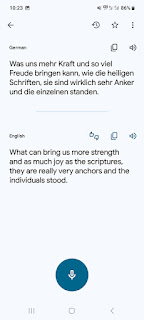 10:23
86%
German
Was uns mehr Kraft und so viel
Freude bringen kann, wie die heiligen
Schriften, sie sind wirklich sehr Anker
und die einzelnen standen.
English
What can bring us more strength
and as much joy as the scriptures,
they are really very anchors and the
individuals stood.